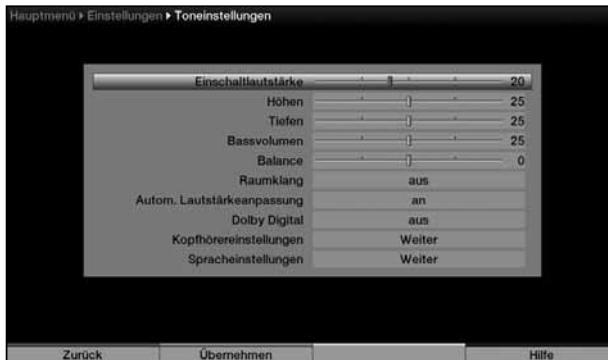 Hauptmenü ▸ Einstellungen ▸ Toneinstellungen
Einschaltlautstärke 20
Höhen 25
Tiefen 25
Bassvolumen 25
Balance 0
Raumklang aus
Autom. Lautstärkeanpassung an
Dolby Digital aus
Kopfhörereinstellungen Weiter
Spracheinstellungen Weiter
Zurück Übernehmen Hilfe